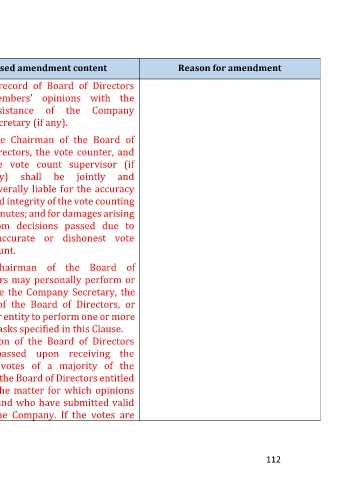 sed amendment content Reason for amendment
record of Board of Directors
embers' opinions with the
sistance of the Company
cretary (if any).
e Chairman of the Board of
rectors, the vote counter, and
e vote count supervisor (if
y) shall be jointly and
verally liable for the accuracy
d integrity of the vote counting
nutes; and for damages arising
om decisions passed due to
accurate or dishonest vote
unt.
hairman of the Board of
rs may personally perform or
e the Company Secretary, the
of the Board of Directors, or
r entity to perform one or more
asks specified in this Clause.
on of the Board of Directors
passed upon receiving the
votes of a majority of the
the Board of Directors entitled
he matter for which opinions
and who have submitted valid
he Company. If the votes are
112